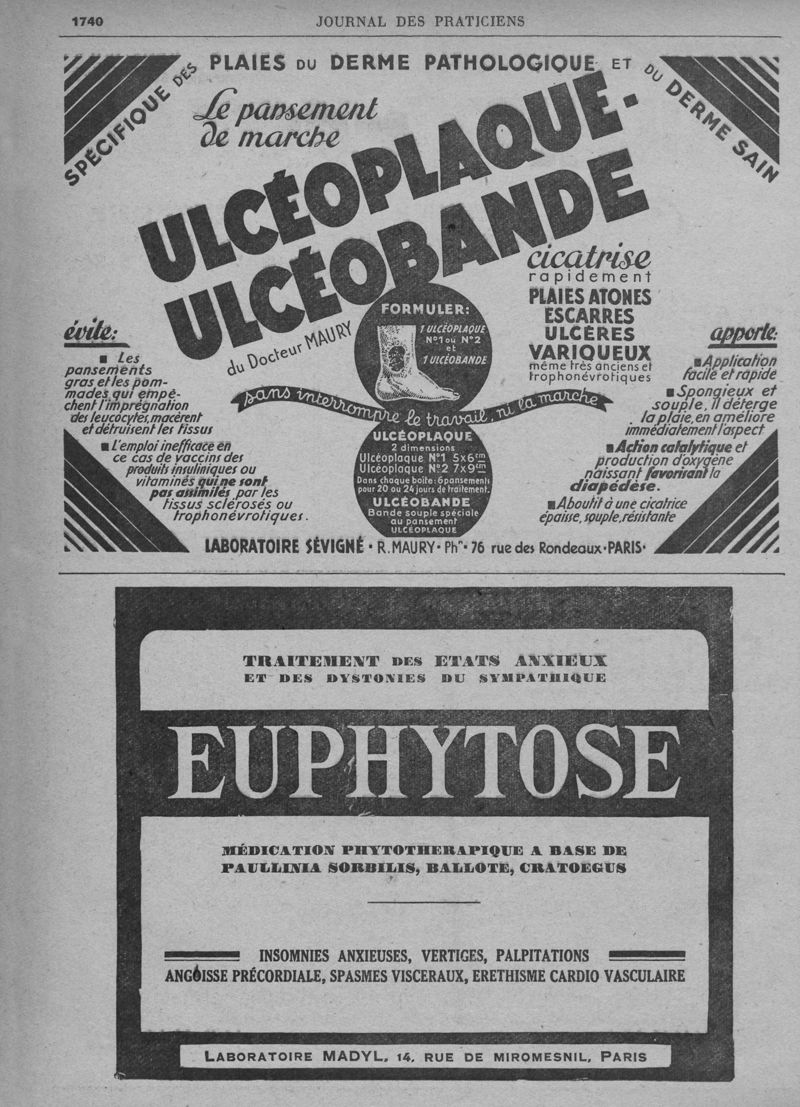 1740
JOURNAL DES PRATICIENS
SPÉCIFIQUE DES PLAIES DU DERME PATHOLOGIQUE ET DU DERME SAIN
Le pansement
de marche
ULCÉOPLAQUE-
ULCÉOBANDE
du Docteur MAURY
cicatrise
rapidement
PLAIES ATONES
ESCARRES
ULCÈRES
VARIQUEUX
même très anciens et
trophonévrotiques
FORMULER:
1 ULCÉOPLAQUE
N°1 ou N°2
et
1 ULCÉOBANDE
sans interrompre le travail, ni la marche
évite:
■ Les
pansements
gras et les pom-
mades qui empê-
chent l'imprégnation
des leucocytes, macèrent
et détruisent les tissus
■ L'emploi inefficace en
ce cas de vaccins des
produits insuliniques ou
vitaminés qui ne sont
pas assimilés par les
tissus sclérosés ou
trophonévrotiques.
ULCÉOPLAQUE
2 dimensions
Ulcéoplaque N°1 5x6cm
Ulcéoplaque N°2 7x9cm
Dans chaque boite: 6 pansements
pour 20 ou 24 jours de traitement.
ULCÉOBANDE
Bande souple spéciale
au pansement
ULCÉOPLAQUE
apporte:
■ Application
facile et rapide
■ Spongieux et
souple, il déterge
la plaie, en améliore
immédiatement l'aspect
■ Action catalytique et
production d'oxygène
naissant favorisant la
diapédèse.
■ Aboutit à une cicatrice
épaisse, souple, résistante
LABORATOIRE SÉVIGNÉ • R. MAURY • Phⁿ • 76 rue des Rondeaux • PARIS •
TRAITEMENT DES ETATS ANXIEUX
ET DES DYSTONIES DU SYMPATHIQUE
EUPHYTOSE
MÉDICATION PHYTOTHERAPIQUE A BASE DE
PAULLINIA SORBILIS, BALLOTE, CRATOEGUS
INSOMNIES ANXIEUSES, VERTIGES, PALPITATIONS
ANGOISSE PRÉCORDIALE, SPASMES VISCERAUX, ERETHISME CARDIO VASCULAIRE
LABORATOIRE MADYL, 14, RUE DE MIROMESNIL, PARIS